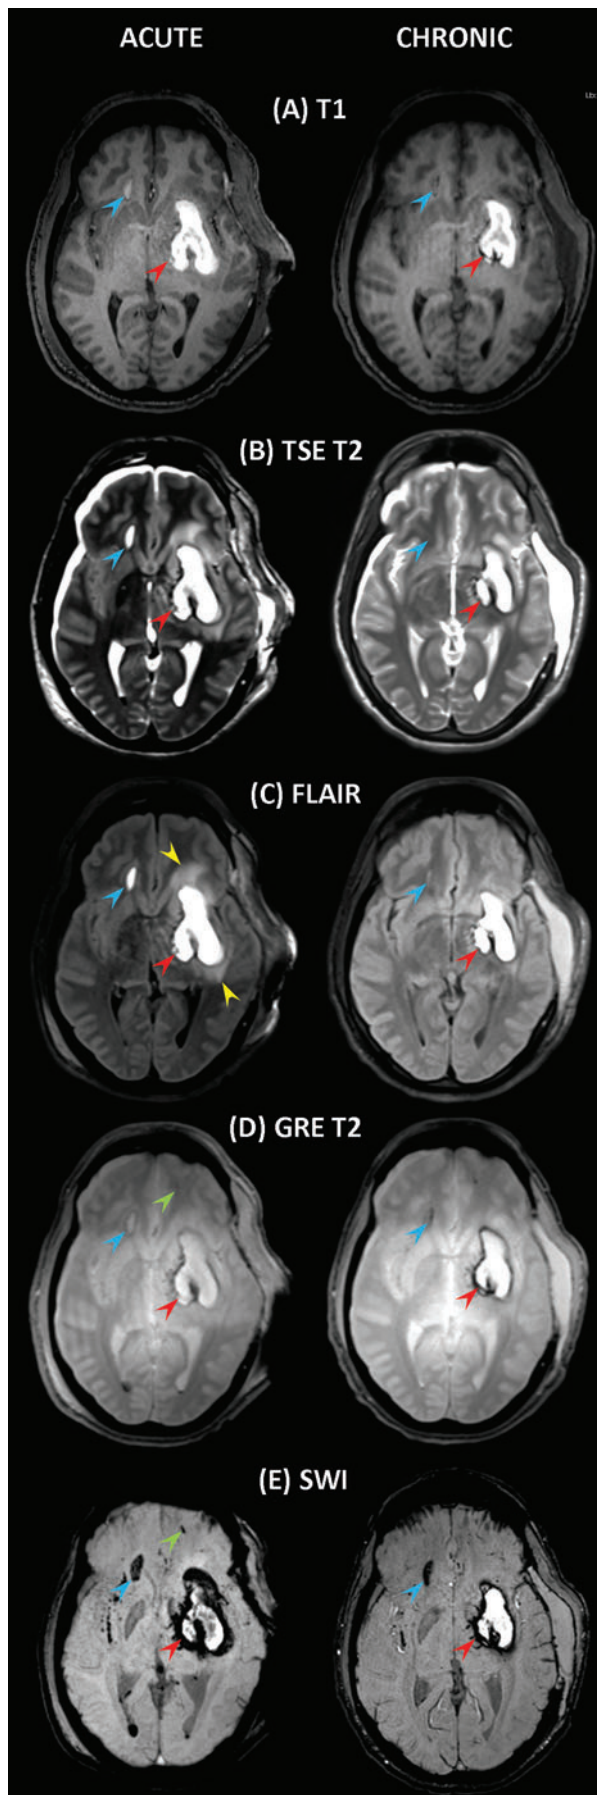 ACUTE CHRONIC
(A) T1
(B) TSE T2
(C) FLAIR
(D) GRE T2
(E) SWI